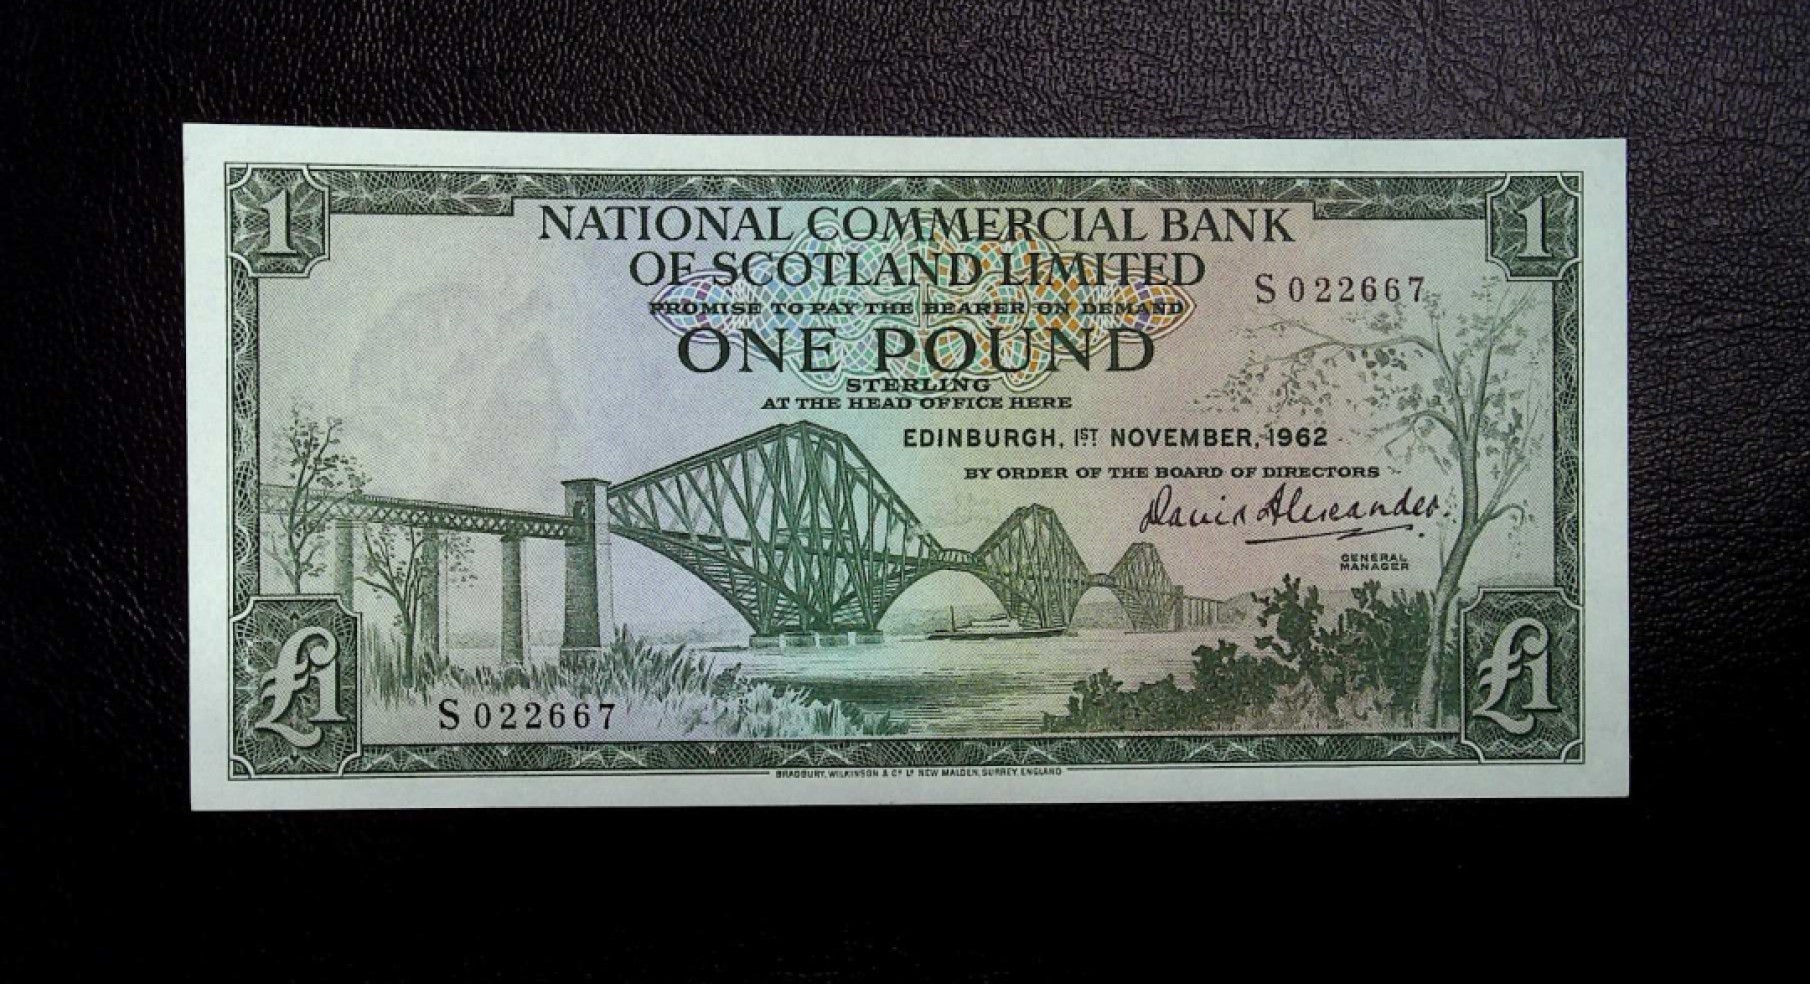 1
1
NATIONAL COMMERCIAL BANK
OF SCOTLAND LIMITED
S 022667
PROMISE TO PAY THE BEARER ON DEMAND
ONE POUND
STERLING
AT THE HEAD OFFICE HERE
EDINBURGH, 1ST NOVEMBER, 1962
BY ORDER OF THE BOARD OF DIRECTORS
David Alexander.
GENERAL
MANAGER
£1
£1
S 022667
BRADBURY, WILKINSON & Co Ld NEW MALDEN, SURREY, ENGLAND